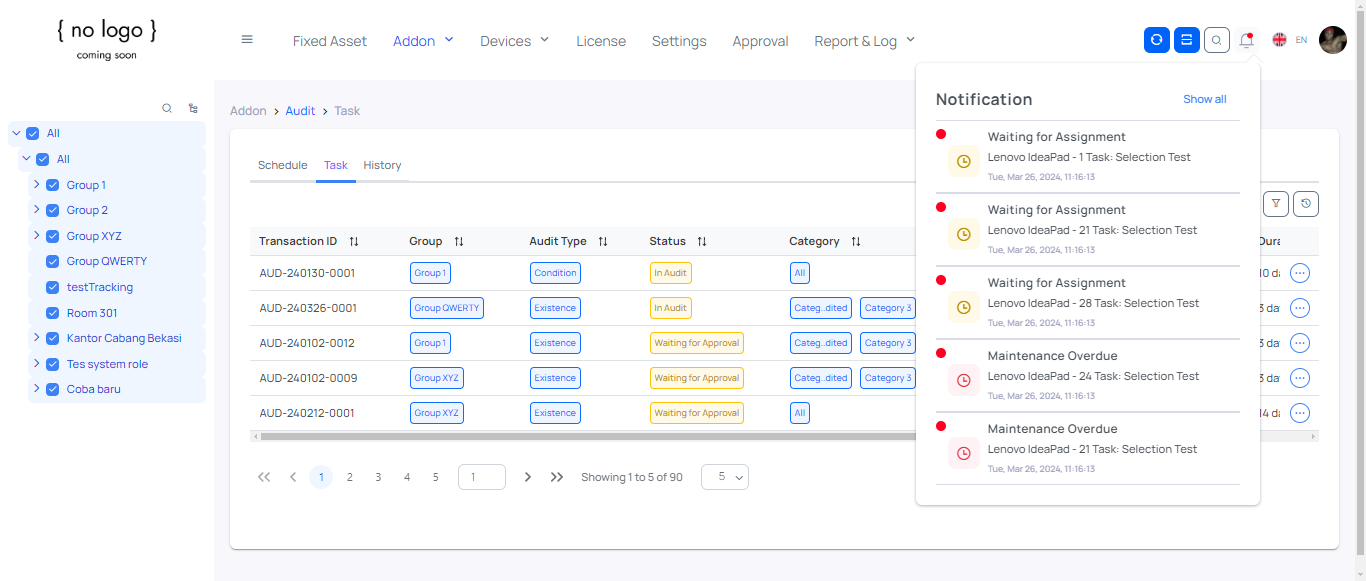 { no logo }
coming soon
Fixed Asset Addon Devices License Settings Approval Report & Log EN
All
All
Group 1
Group 2
Group XYZ
Group QWERTY
testTracking
Room 301
Kantor Cabang Bekasi
Tes system role
Coba baru
Addon > Audit > Task
Schedule Task History
Transaction ID Group Audit Type Status Category Dura
AUD-240130-0001 Group 1 Condition In Audit All 10 da
AUD-240326-0001 Group QWERTY Existence In Audit Categ..dited Category 3 3 da
AUD-240102-0012 Group 1 Existence Waiting for Approval Categ..dited Category 3 3 da
AUD-240102-0009 Group XYZ Existence Waiting for Approval Categ..dited Category 3 3 da
AUD-240212-0001 Group XYZ Existence Waiting for Approval All 14 da
1 2 3 4 5 1 Showing 1 to 5 of 90 5
Notification Show all
Waiting for Assignment
Lenovo IdeaPad - 1 Task: Selection Test
Tue, Mar 26, 2024, 11:16:13
Waiting for Assignment
Lenovo IdeaPad - 21 Task: Selection Test
Tue, Mar 26, 2024, 11:16:13
Waiting for Assignment
Lenovo IdeaPad - 28 Task: Selection Test
Tue, Mar 26, 2024, 11:16:13
Maintenance Overdue
Lenovo IdeaPad - 24 Task: Selection Test
Tue, Mar 26, 2024, 11:16:13
Maintenance Overdue
Lenovo IdeaPad - 21 Task: Selection Test
Tue, Mar 26, 2024, 11:16:13